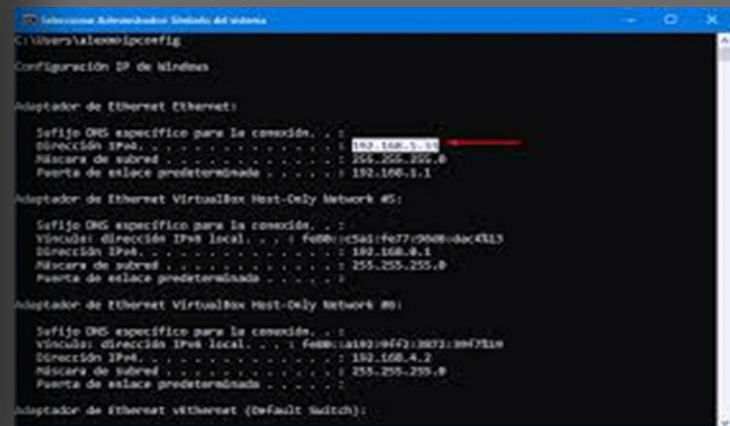 Seleccionar Administrador: Símbolo del sistema
C:\Users\alexm>ipconfig
Configuración IP de Windows
Adaptador de Ethernet Ethernet:
Sufijo DNS específico para la conexión. . :
Dirección IPv4. . . . . . . . . . . . . . :
Máscara de subred . . . . . . . . . . . . : 255.255.255.0
Puerta de enlace predeterminada . . . . . : 192.168.1.1
Adaptador de Ethernet VirtualBox Host-Only Network #5:
Sufijo DNS específico para la conexión. . :
Vínculo: dirección IPv6 local. . . :
Dirección IPv4. . . . . . . . . . . . . . : 192.168.0.1
Máscara de subred . . . . . . . . . . . . : 255.255.255.0
Puerta de enlace predeterminada . . . . . :
Adaptador de Ethernet VirtualBox Host-Only Network
Sufijo DNS específico para la conexión. . :
Vínculo: dirección IPv6 local. . . :
Dirección IPv4. . . . . . . . . . . . . . : 192.168.4.2
Máscara de subred . . . . . . . . . . . . : 255.255.255.0
Puerta de enlace predeterminada . . . . . :
Adaptador de Ethernet vEthernet (Default Switch):